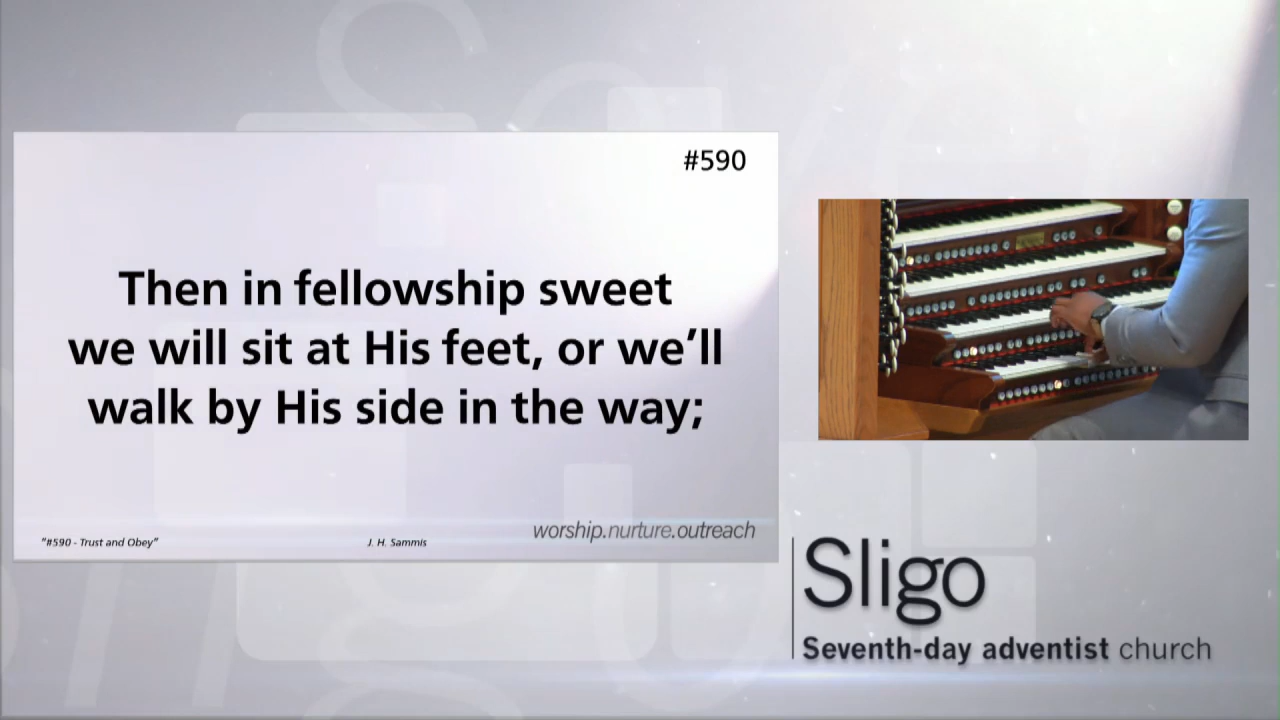 #590
Then in fellowship sweet
we will sit at His feet, or we’ll
walk by His side in the way;
worship.nurture.outreach
"#590 - Trust and Obey"
J. H. Sammis
Sligo
Seventh-day adventist church